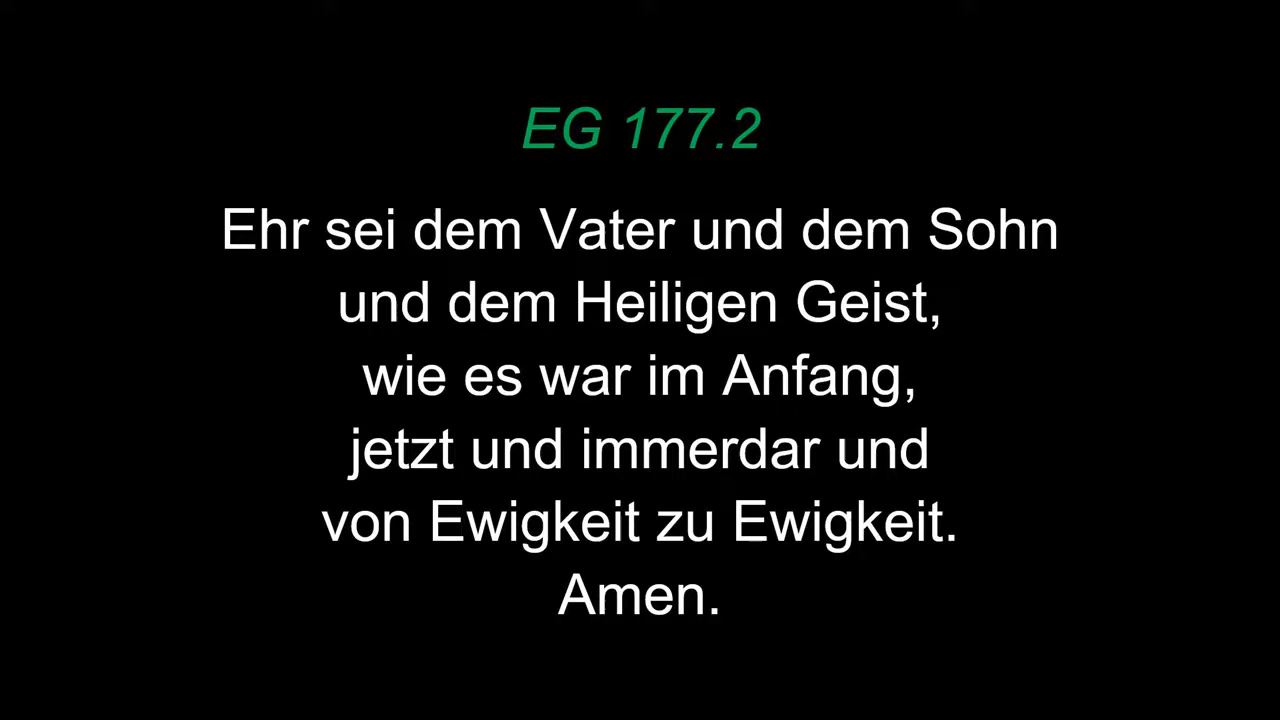 EG 177.2
Ehr sei dem Vater und dem Sohn
und dem Heiligen Geist,
wie es war im Anfang,
jetzt und immerdar und
von Ewigkeit zu Ewigkeit.
Amen.